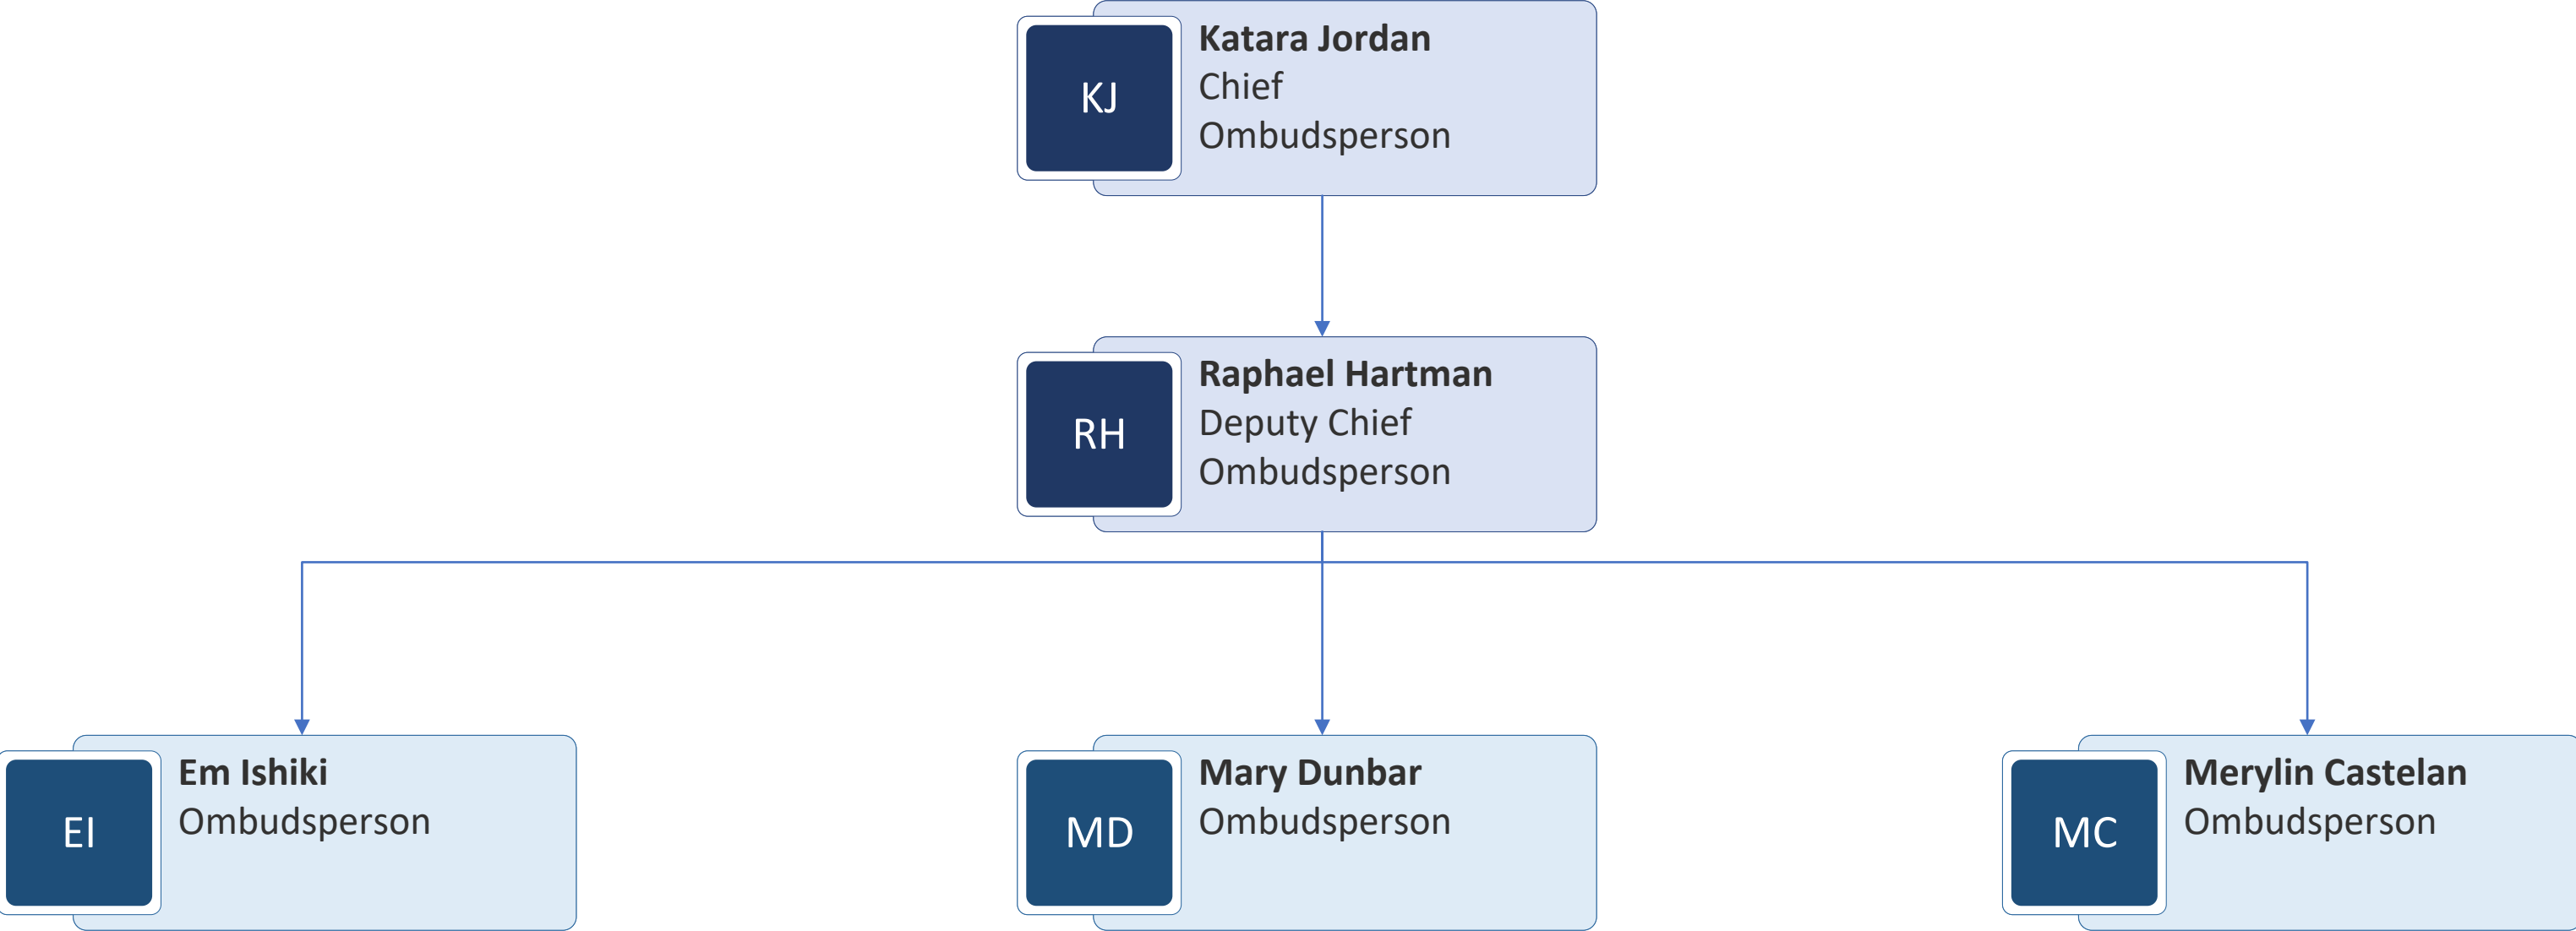 KJ
Katara Jordan
Chief
Ombudsperson
RH
Raphael Hartman
Deputy Chief
Ombudsperson
EI
Em Ishiki
Ombudsperson
MD
Mary Dunbar
Ombudsperson
MC
Merylin Castelan
Ombudsperson